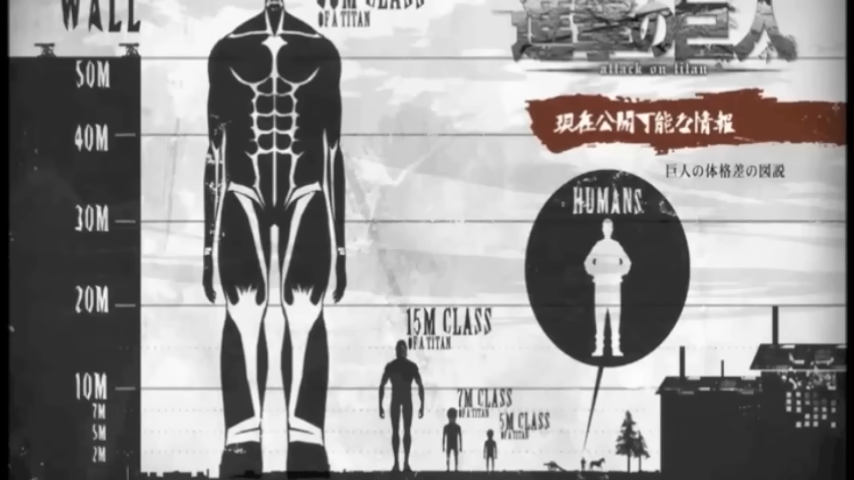 WALL
50M
40M
30M
20M
10M
7M
5M
2M
60M CLASS
OF A TITAN
15M CLASS
OF A TITAN
7M CLASS
OF A TITAN
5M CLASS
OF A TITAN
進撃の巨人
attack on titan
現在公開可能な情報
巨人の体格差の図説
HUMANS